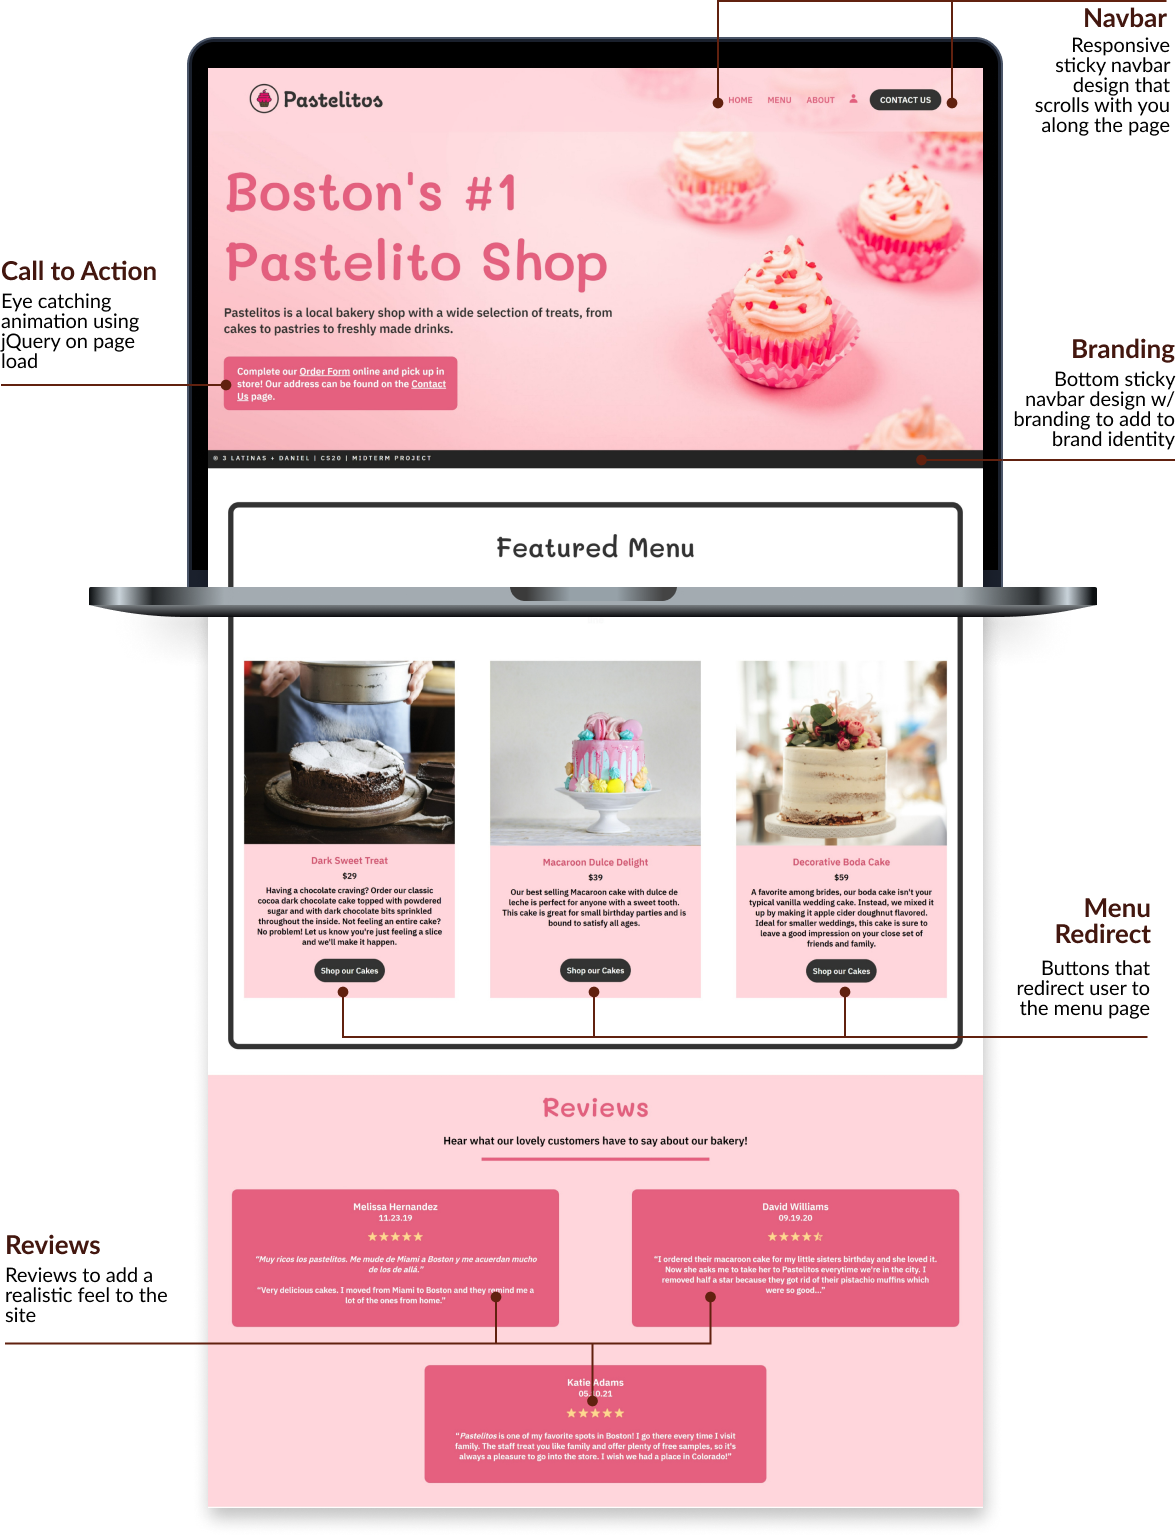 Navbar
Responsive
sticky navbar
design that
scrolls with you
along the page
Pastelitos
HOME MENU ABOUT CONTACT US
Boston's #1
Pastelito Shop
Pastelitos is a local bakery shop with a wide selection of treats, from
cakes to pastries to freshly made drinks.
Call to Action
Eye catching
animation using
jQuery on page
load
Complete our Order Form online and pick up in
store! Our address can be found on the Contact
Us page.
Branding
Bottom sticky
navbar design w/
branding to add to
brand identity
© 3 LATINAS + DANIEL | CS20 | MIDTERM PROJECT
Featured Menu
Dark Sweet Treat
$29
Having a chocolate craving? Order our classic
cocoa dark chocolate cake topped with powdered
sugar and with dark chocolate bits sprinkled
throughout the inside. Not feeling an entire cake?
No problem! Let us know you're just feeling a slice
and we'll make it happen.
Shop our Cakes
Macaroon Dulce Delight
$39
Our best selling Macaroon cake with dulce de
leche is perfect for anyone with a sweet tooth.
This cake is great for small birthday parties and is
bound to satisfy all ages.
Shop our Cakes
Decorative Boda Cake
$59
A favorite among brides, our boda cake isn't your
typical vanilla wedding cake. Instead, we mixed it
up by making it apple cider doughnut flavored.
Ideal for smaller weddings, this cake is sure to
leave a good impression on your close set of
friends and family.
Shop our Cakes
Menu
Redirect
Buttons that
redirect user to
the menu page
Reviews
Hear what our lovely customers have to say about our bakery!
Reviews
Reviews to add a
realistic feel to the
site
Melissa Hernandez
11.23.19
"Muy ricos los pastelitos. Me mude de Miami a Boston y me acuerdan mucho
de los de allá."
"Very delicious cakes. I moved from Miami to Boston and they remind me a
lot of the ones from home."
David Williams
09.19.20
"I ordered their macaroon cake for my little sisters birthday and she loved it.
Now she asks me to take her to Pastelitos everytime we're in the city. I
removed half a star because they got rid of their pistachio muffins which
were so good..."
Katie Adams
"Pastelitos is one of my favorite spots in Boston! I go there every time I visit
family. The staff treat you like family and offer plenty of free samples, so it's
always a pleasure to go into the store. I wish we had a place in Colorado!"